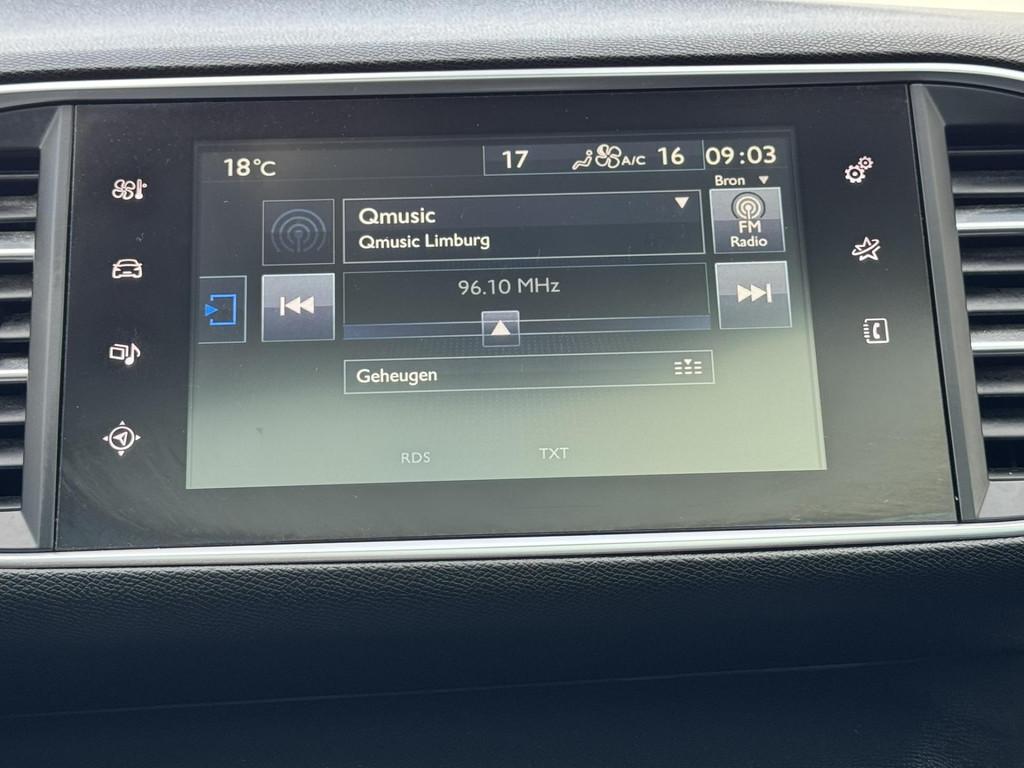 18°C
17
A/C 16
09:03
Bron
Qmusic
Qmusic Limburg
FM
Radio
96.10 MHz
Geheugen
RDS
TXT